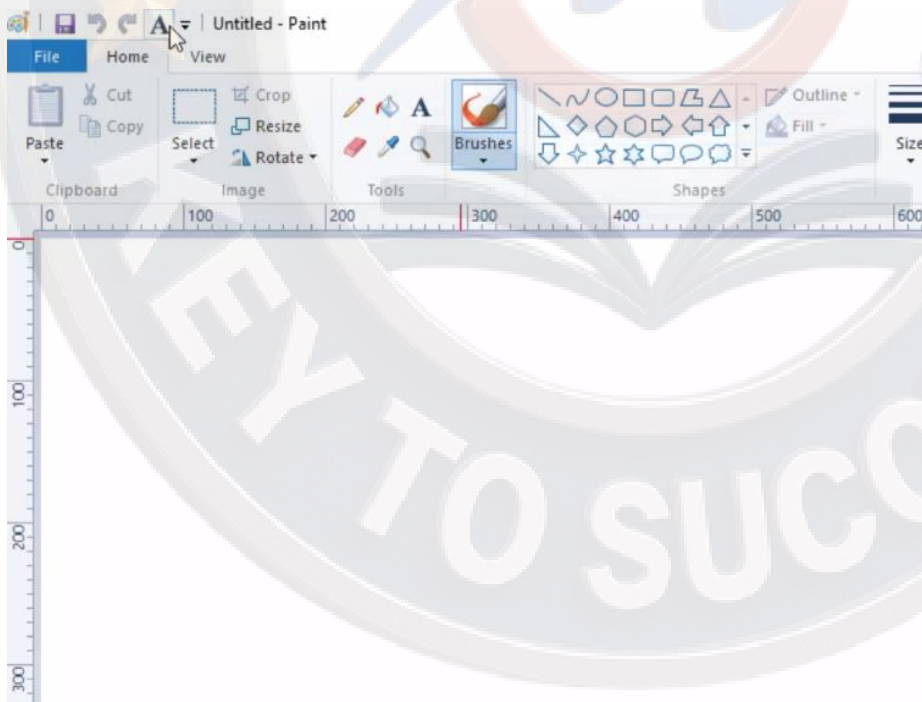 A Untitled - Paint
File Home View
Cut Crop A Outline
Copy Resize Fill
Paste Select Rotate Brushes Size
Clipboard Image Tools Shapes
0 100 200 300 400 500 600
0
100
200
300
KEY TO SUCC